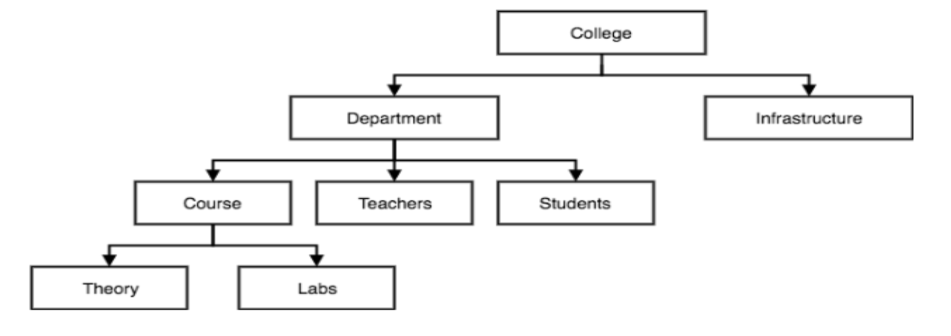 College
Department
Infrastructure
Course
Teachers
Students
Theory
Labs